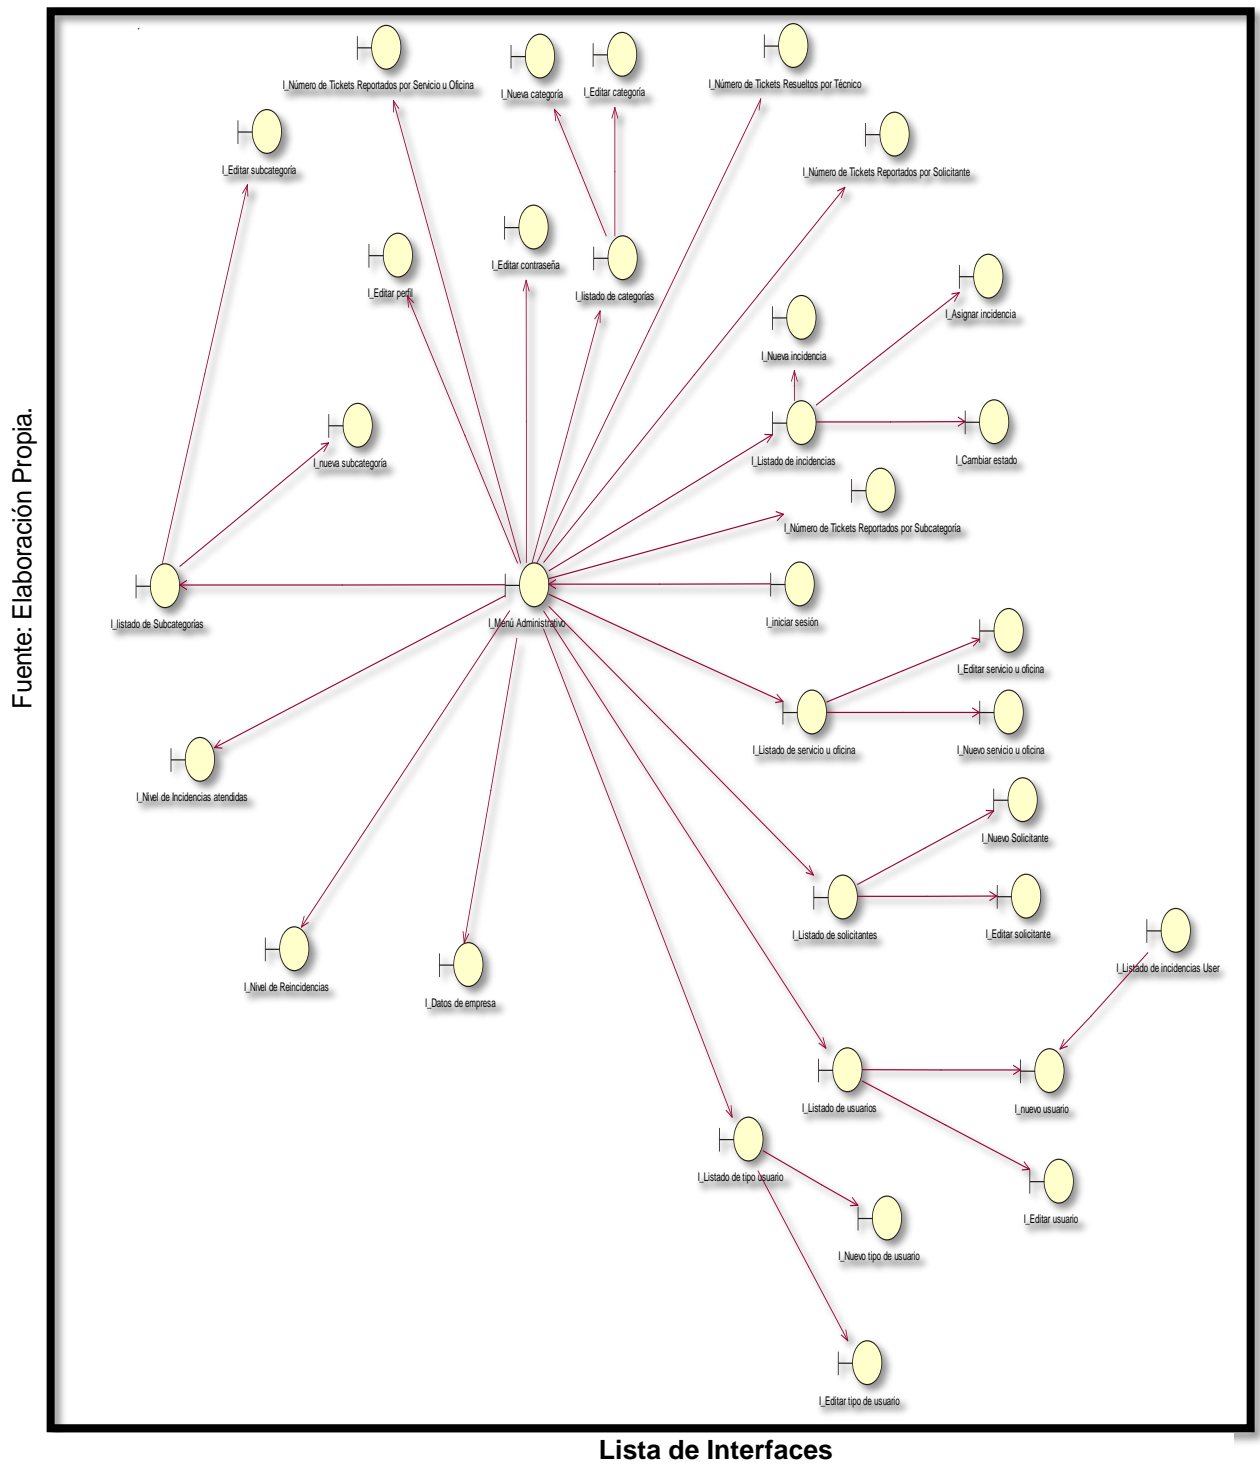 I_Número de Tickets Reportados por Servicio u Oficina
I_Nueva categoría
I_Editar categoría
I_Número de Tickets Resueltos por Técnico
I_Editar subcategoría
I_Número de Tickets Reportados por Solicitante
I_Editar perfil
I_Editar contraseña
I_listado de categorías
I_Asignar incidencia
I_Nueva incidencia
I_nueva subcategoría
I_Listado de incidencias
I_Cambiar estado
I_Número de Tickets Reportados por Subcategoría
I_listado de Subcategorías
I_Menú Administrativo
I_iniciar sesión
I_Editar servicio u oficina
I_Listado de servicio u oficina
I_Nuevo servicio u oficina
I_Nivel de Incidencias atendidas
I_Nuevo Solicitante
I_Listado de solicitantes
I_Editar solicitante
I_Listado de incidencias User
I_Nivel de Reincidencias
I_Datos de empresa
I_Listado de usuarios
I_nuevo usuario
I_Listado de tipo usuario
I_Editar usuario
I_Nuevo tipo de usuario
I_Editar tipo de usuario
Fuente: Elaboración Propia.
Lista de Interfaces